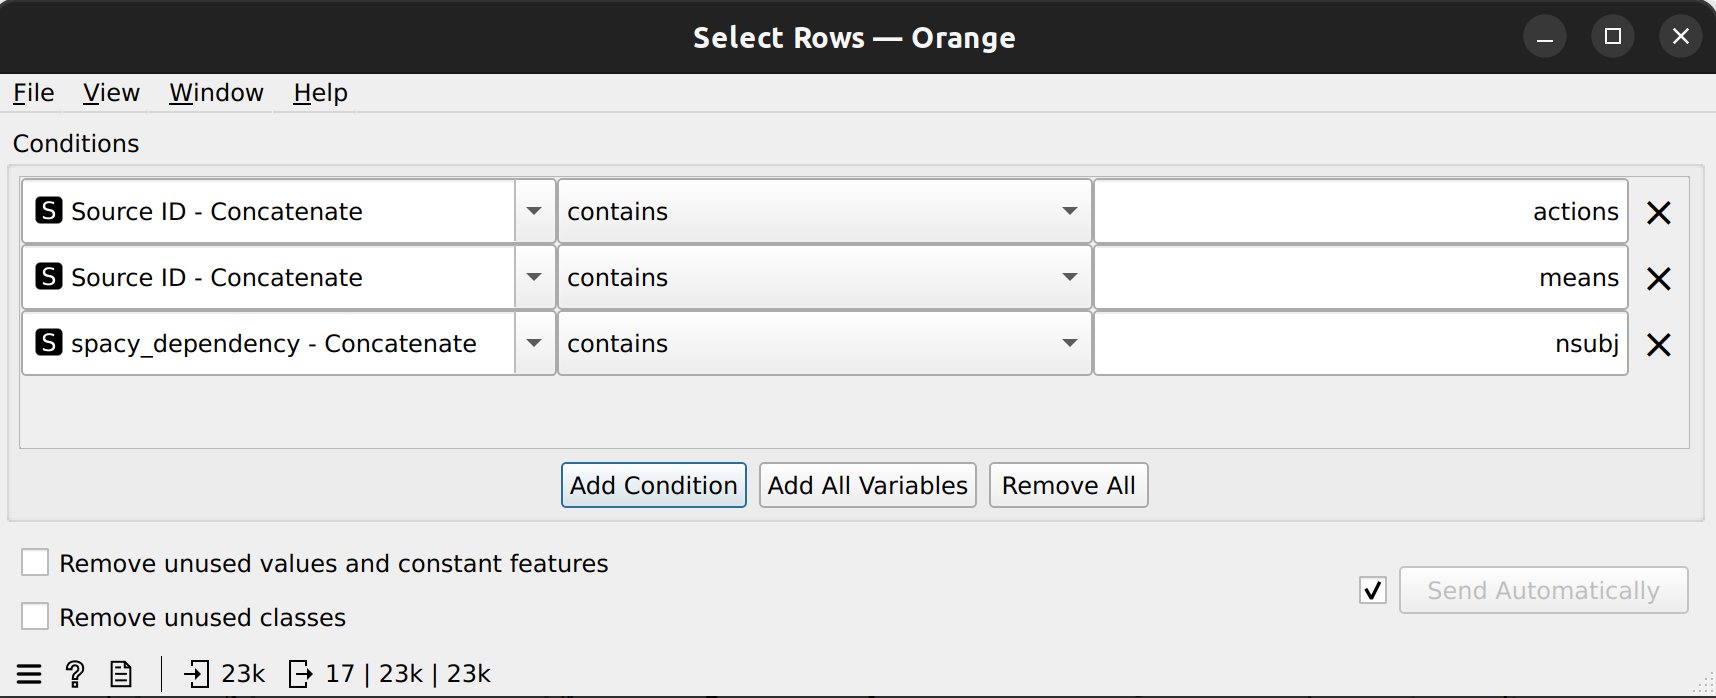 Select Rows — Orange
File View Window Help
Conditions
S Source ID - Concatenate contains actions
S Source ID - Concatenate contains means
S spacy_dependency - Concatenate contains nsubj
Add Condition Add All Variables Remove All
Remove unused values and constant features
Send Automatically
Remove unused classes
? 23k 17 | 23k | 23k